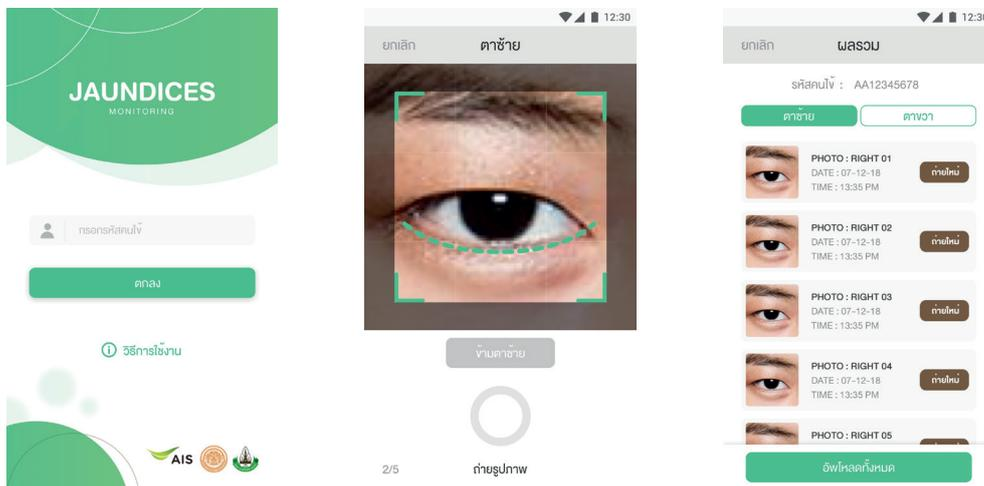 JAUNDICES
MONITORING
กรอกรหัสคนไข้
ตกลง
วิธีการใช้งาน
AIS
12:30
ยกเลิก
ตาซ้าย
ข้ามตาซ้าย
2/5
ถ่ายรูปภาพ
12:30
ยกเลิก
ผลรวม
รหัสคนไข้ : AA12345678
ตาซ้าย
ตาขวา
PHOTO : RIGHT 01
DATE : 07-12-18
TIME : 13:35 PM
ถ่ายใหม่
PHOTO : RIGHT 02
DATE : 07-12-18
TIME : 13:35 PM
ถ่ายใหม่
PHOTO : RIGHT 03
DATE : 07-12-18
TIME : 13:35 PM
ถ่ายใหม่
PHOTO : RIGHT 04
DATE : 07-12-18
TIME : 13:35 PM
ถ่ายใหม่
PHOTO : RIGHT 05
อัพโหลดทั้งหมด